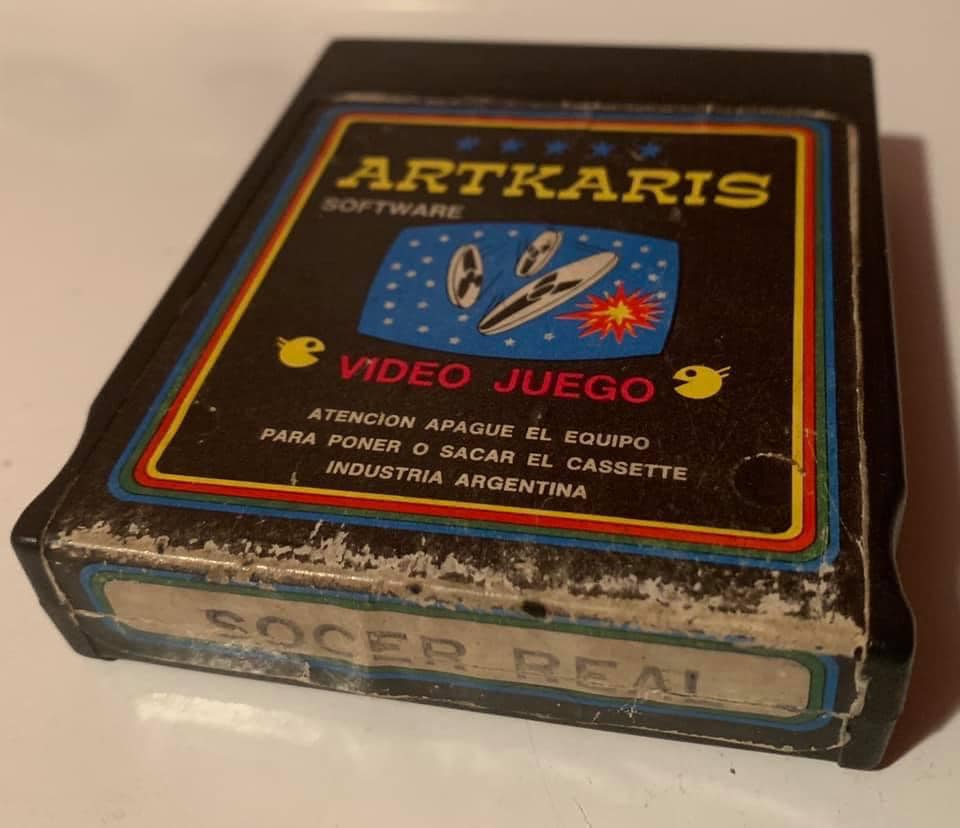 ARTKARIS
SOFTWARE
VIDEO JUEGO
ATENCION APAGUE EL EQUIPO
PARA PONER O SACAR EL CASSETTE
INDUSTRIA ARGENTINA
SOCER REAL